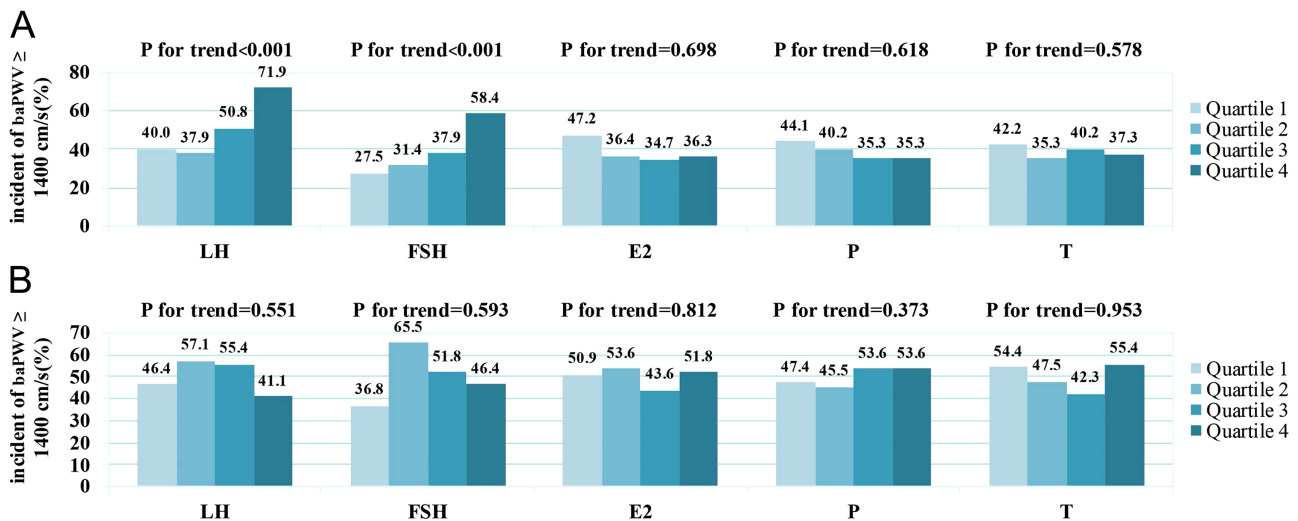 A
P for trend<0.001 P for trend<0.001 P for trend=0.698 P for trend=0.618 P for trend=0.578
incident of baPWV ≥
1400 cm/s(%)
80
60
40
20
0
40.0 37.9 50.8 71.9
27.5 31.4 37.9 58.4
47.2 36.4 34.7 36.3
44.1 40.2 35.3 35.3
42.2 35.3 40.2 37.3
LH FSH E2 P T
Quartile 1
Quartile 2
Quartile 3
Quartile 4
B
P for trend=0.551 P for trend=0.593 P for trend=0.812 P for trend=0.373 P for trend=0.953
incident of baPWV ≥
1400 cm/s(%)
70
60
50
40
30
20
10
0
46.4 57.1 55.4 41.1
36.8 65.5 51.8 46.4
50.9 53.6 43.6 51.8
47.4 45.5 53.6 53.6
54.4 47.5 42.3 55.4
LH FSH E2 P T
Quartile 1
Quartile 2
Quartile 3
Quartile 4